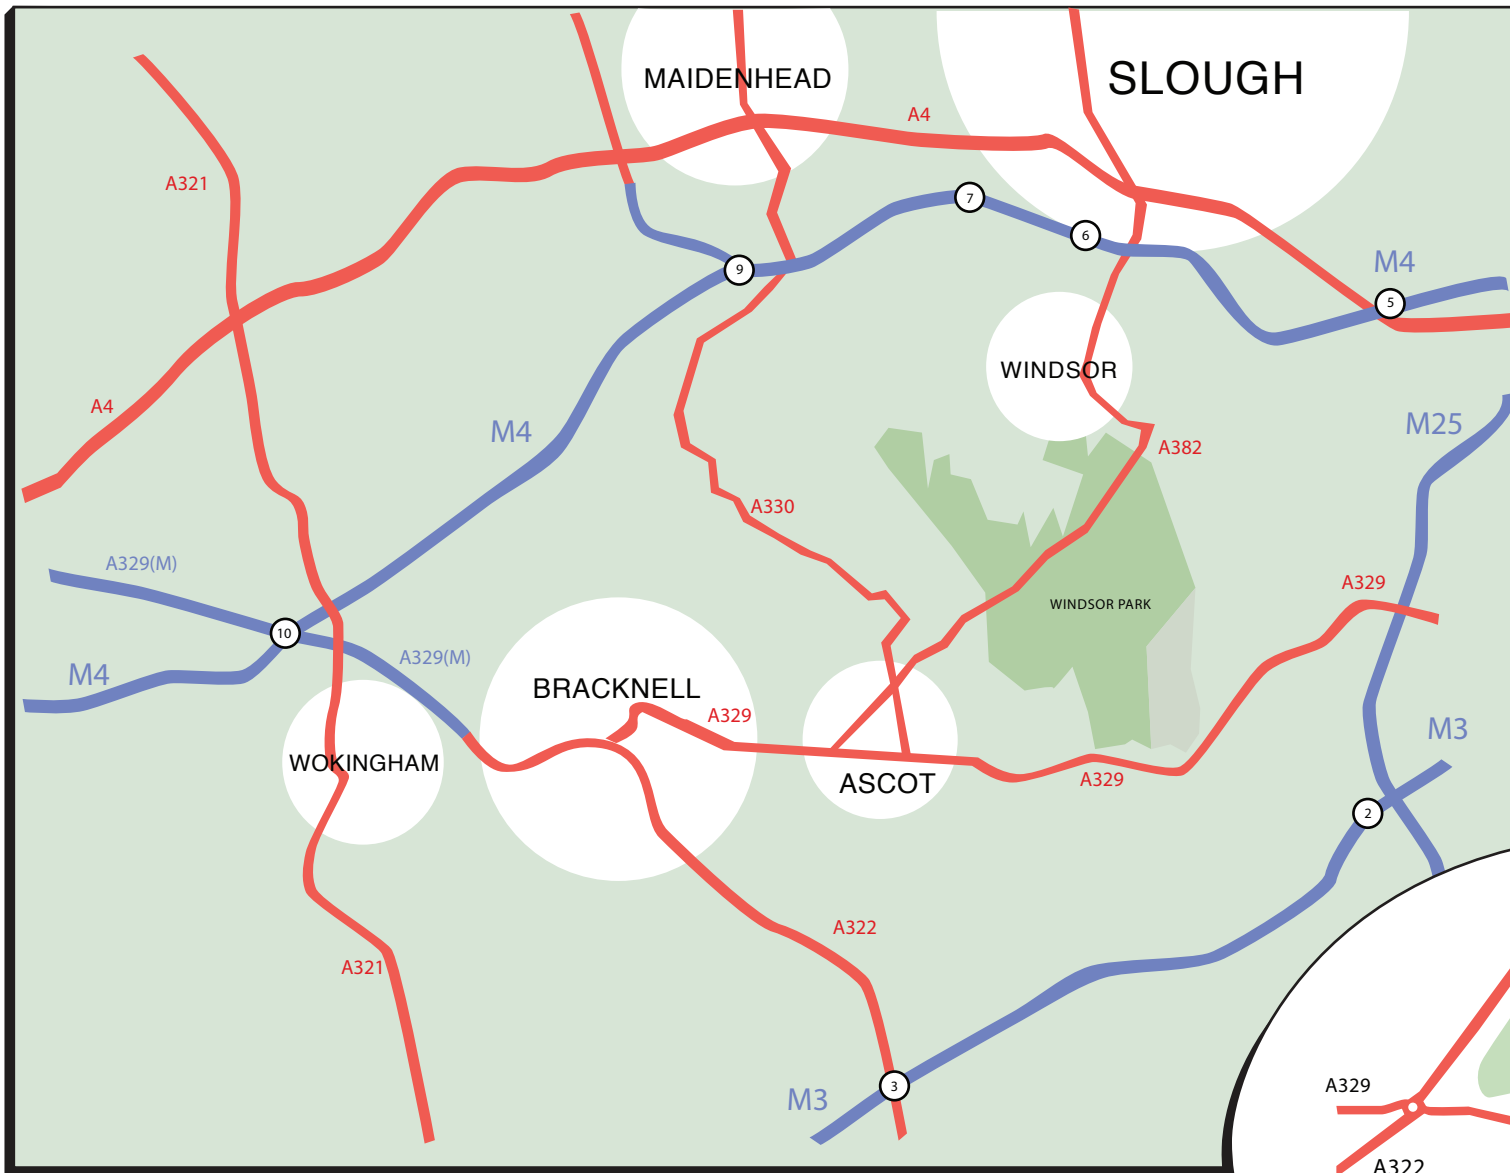 MAIDENHEAD
SLOUGH
A4
A321
7
6
M4
9
5
WINDSOR
A4
M4
M25
A382
A330
A329(M)
A329
WINDSOR PARK
10
A329(M)
M4
BRACKNELL
A329
M3
WOKINGHAM
ASCOT
A329
2
A322
A321
3
M3
A329
A322